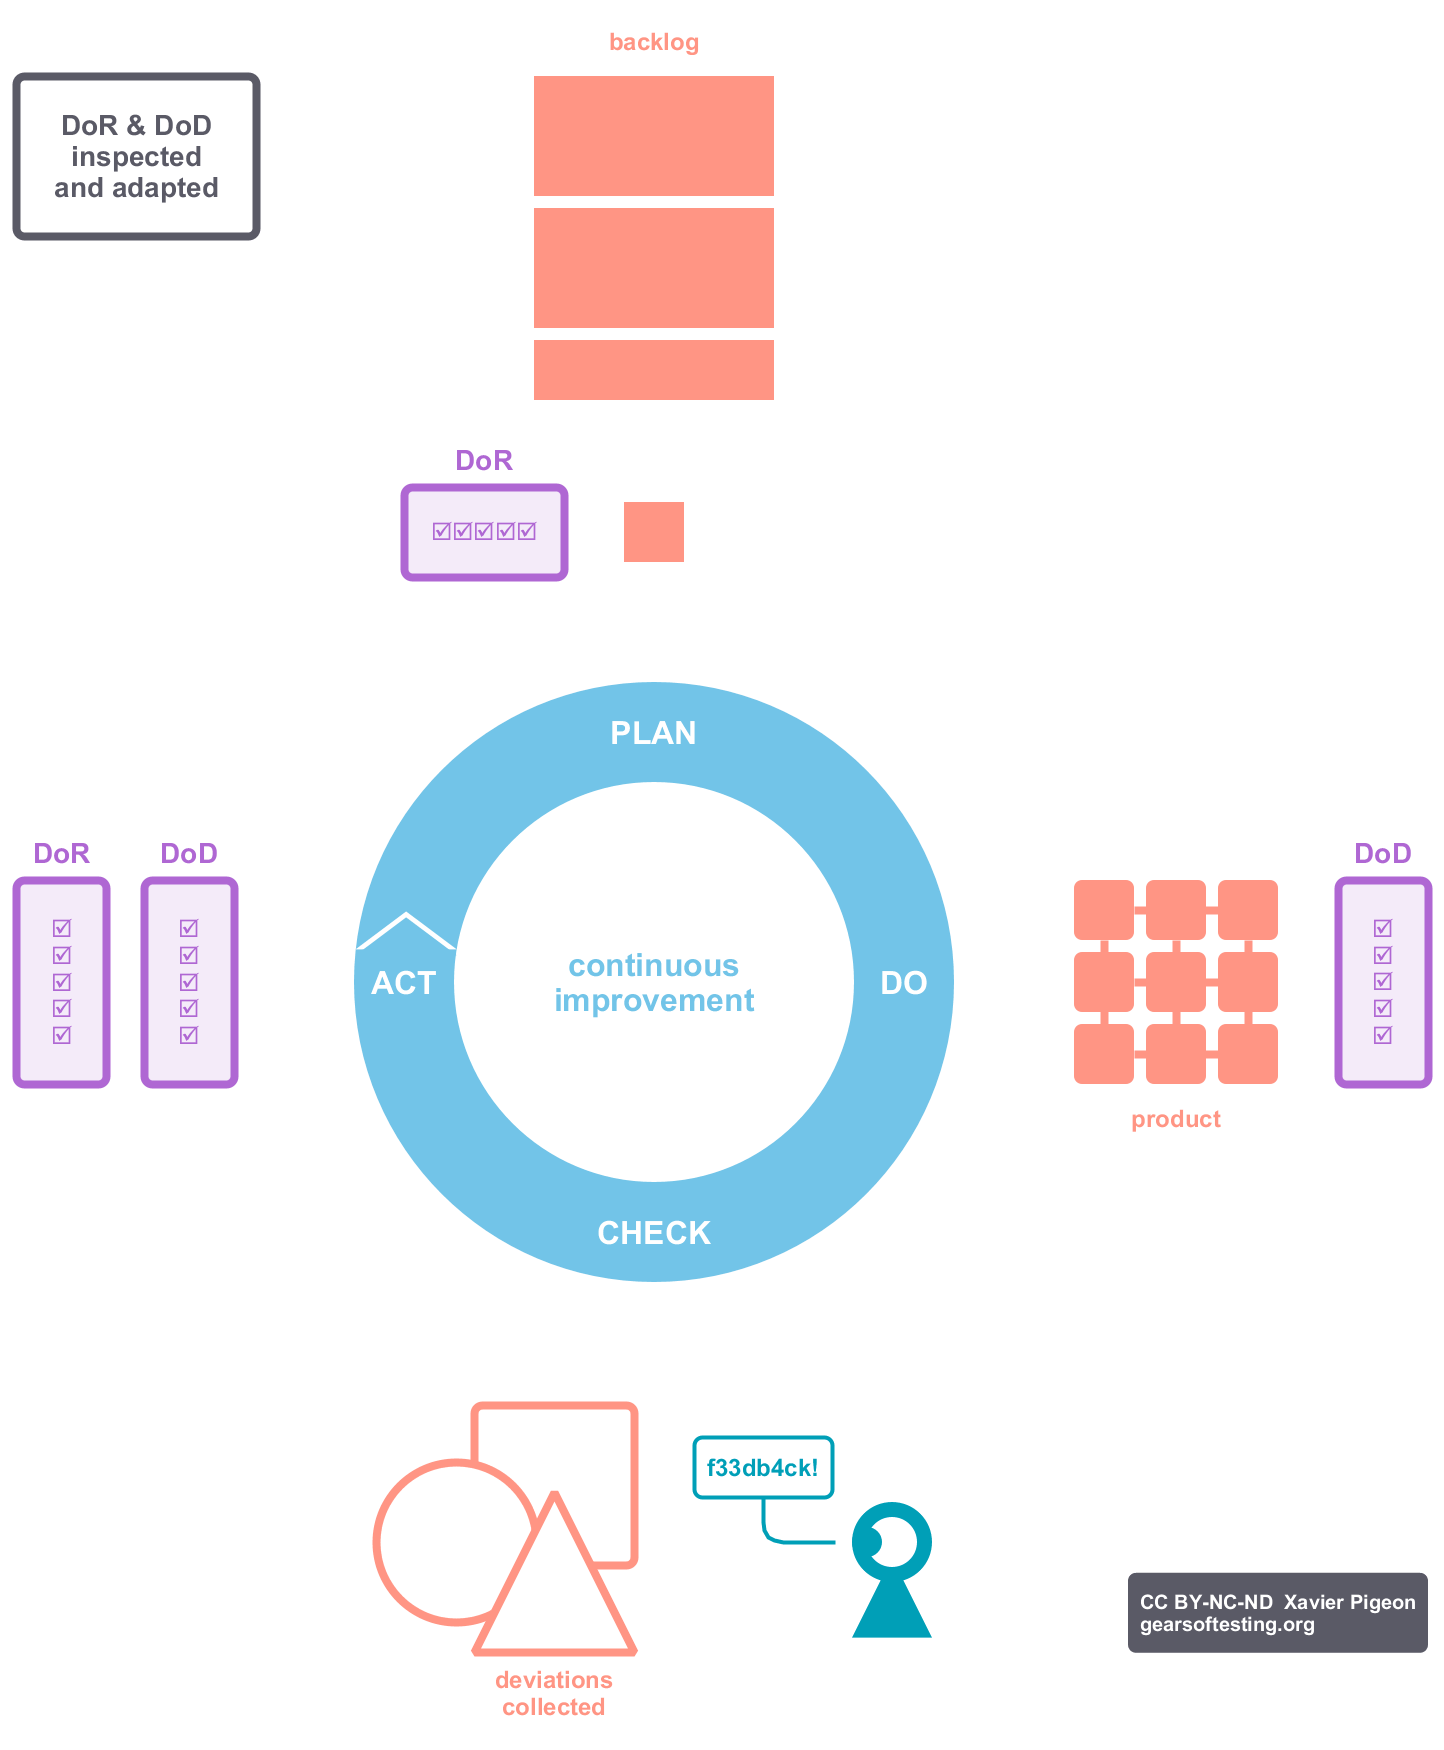 backlog
DoR & DoD
inspected
and adapted
DoR
☑☑☑☑☑
PLAN
DoR
DoD
☑
☑
☑
☑
☑
☑
☑
☑
☑
☑
ACT
continuous
improvement
DO
DoD
☑
☑
☑
☑
☑
product
CHECK
f33db4ck!
deviations
collected
CC BY-NC-ND  Xavier Pigeon
gearsoftesting.org